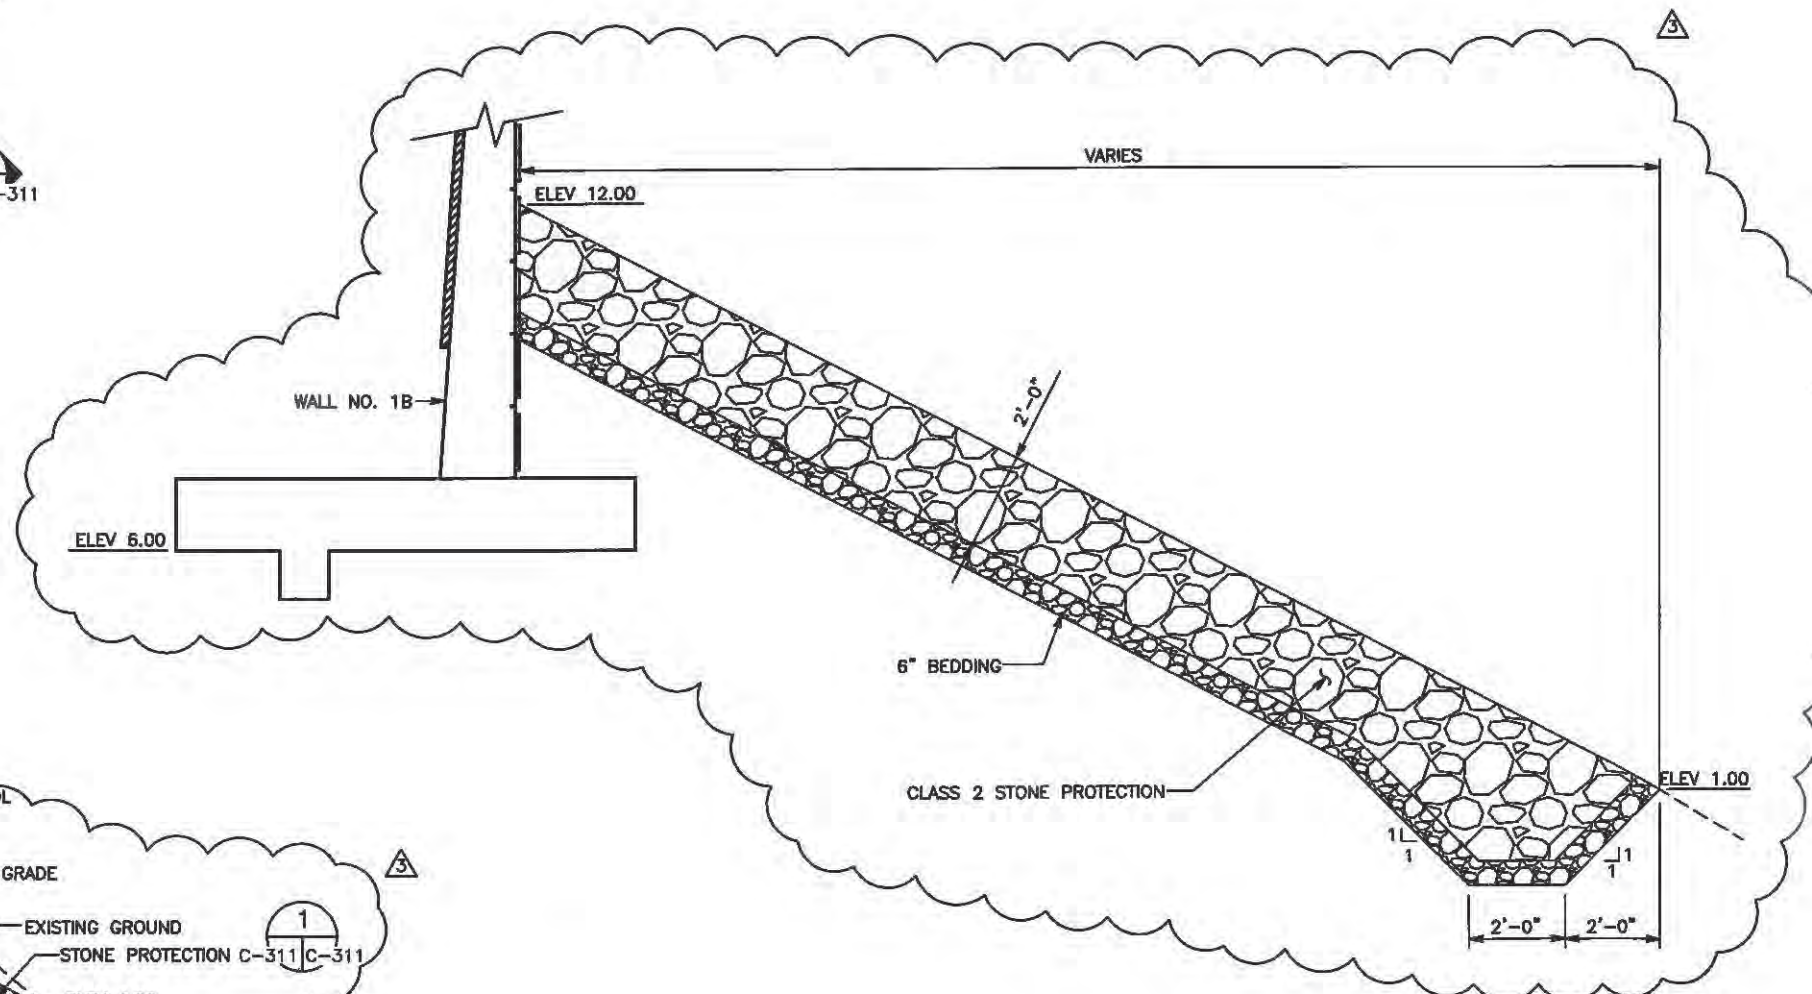 3
VARIES
-311
ELEV 12.00
2'-0"
WALL NO. 1B
ELEV 6.00
6" BEDDING
CLASS 2 STONE PROTECTION
ELEV 1.00
1
1
1
1
2'-0" 2'-0"
3
GRADE
EXISTING GROUND
1
STONE PROTECTION C-311 C-311